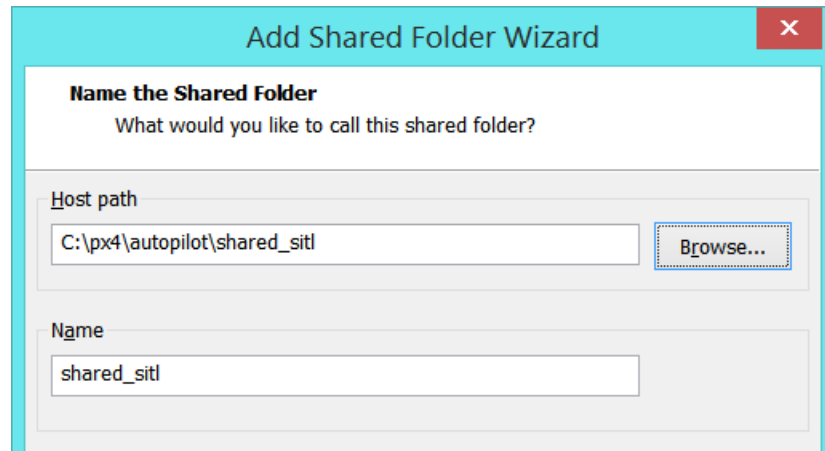 Add Shared Folder Wizard
Name the Shared Folder
What would you like to call this shared folder?
Host path
C:\px4\autopilot\shared_sitl
Browse...
Name
shared_sitl